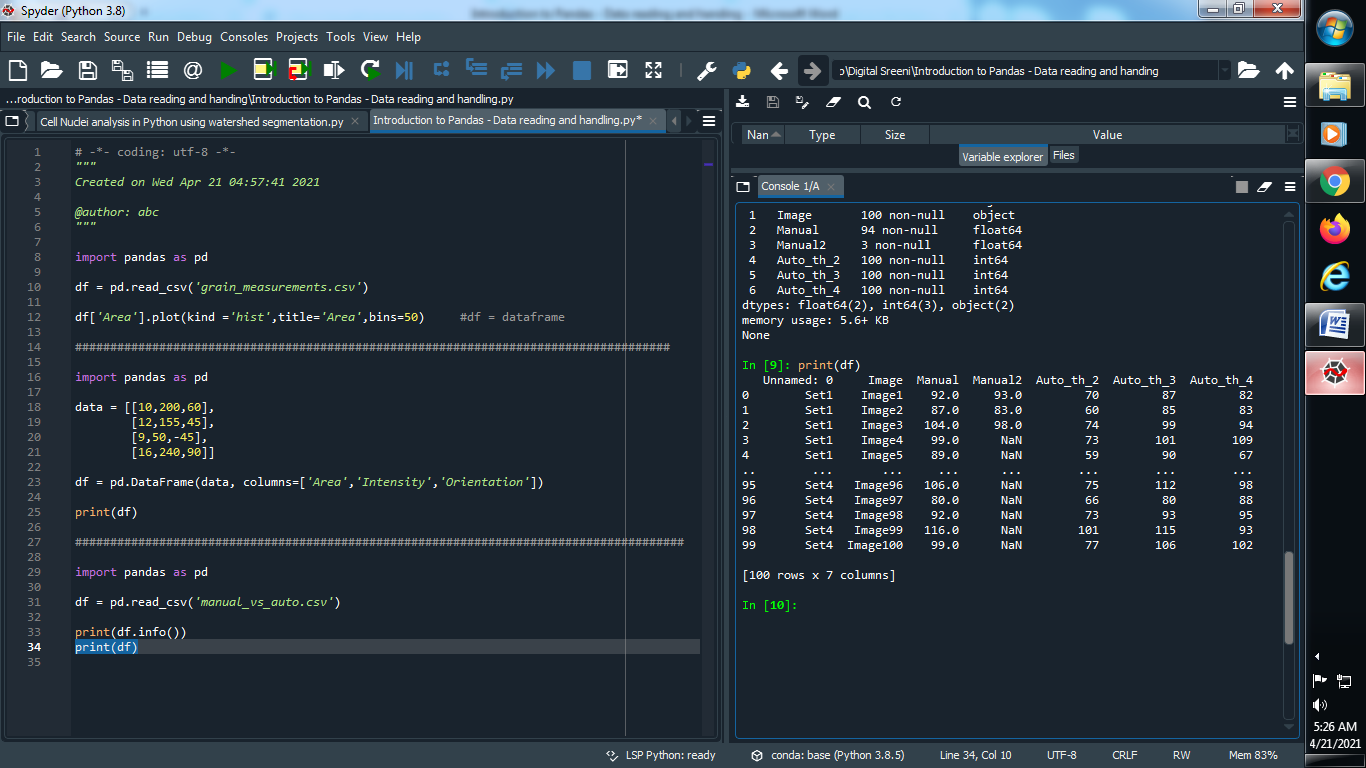 Spyder (Python 3.8)
Introduction to Pandas - Data reading and handing - Microsoft Word
File Edit Search Source Run Debug Consoles Projects Tools View Help
ɔ\Digital Sreeni\Introduction to Pandas - Data reading and handing
...roduction to Pandas - Data reading and handing\Introduction to Pandas - Data reading and handling.py
Cell Nuclei analysis in Python using watershed segmentation.py
Introduction to Pandas - Data reading and handling.py*
1 # -*- coding: utf-8 -*-
2 """
3 Created on Wed Apr 21 04:57:41 2021
4
5 @author: abc
6 """
7
8 import pandas as pd
9
10 df = pd.read_csv('grain_measurements.csv')
11
12 df['Area'].plot(kind ='hist',title='Area',bins=50)     #df = dataframe
13
14 #####################################################################################
15
16 import pandas as pd
17
18 data = [[10,200,60],
19         [12,155,45],
20         [9,50,-45],
21         [16,240,90]]
22
23 df = pd.DataFrame(data, columns=['Area','Intensity','Orientation'])
24
25 print(df)
26
27 #######################################################################################
28
29 import pandas as pd
30
31 df = pd.read_csv('manual_vs_auto.csv')
32
33 print(df.info())
34 print(df)
35
Nan Type Size Value
Variable explorer Files
Console 1/A
1   Image       100 non-null    object
2   Manual      94 non-null     float64
3   Manual2     3 non-null      float64
4   Auto_th_2   100 non-null    int64
5   Auto_th_3   100 non-null    int64
6   Auto_th_4   100 non-null    int64
dtypes: float64(2), int64(3), object(2)
memory usage: 5.6+ KB
None
In [9]: print(df)
Unnamed: 0     Image  Manual  Manual2  Auto_th_2  Auto_th_3  Auto_th_4
0         Set1    Image1    92.0     93.0         70         87         82
1         Set1    Image2    87.0     83.0         60         85         83
2         Set1    Image3   104.0     98.0         74         99         94
3         Set1    Image4    99.0      NaN         73        101        109
4         Set1    Image5    89.0      NaN         59         90         67
..         ...       ...     ...      ...        ...        ...        ...
95        Set4   Image96   106.0      NaN         75        112         98
96        Set4   Image97    80.0      NaN         66         80         88
97        Set4   Image98    92.0      NaN         73         93         95
98        Set4   Image99   116.0      NaN        101        115         93
99        Set4  Image100    99.0      NaN         77        106        102
[100 rows x 7 columns]
In [10]:
LSP Python: ready conda: base (Python 3.8.5) Line 34, Col 10 UTF-8 CRLF RW Mem 83%
5:26 AM
4/21/2021